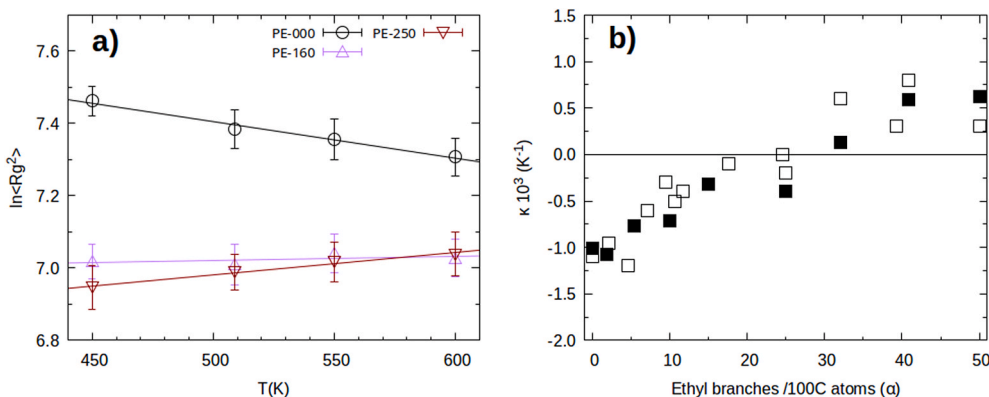 a)
PE-000 PE-250
PE-160
7.6
7.4
7.2
7.0
6.8
ln<Rg²>
450 500 550 600
T(K)
b)
1.5
1.0
0.5
0.0
-0.5
-1.0
-1.5
-2.0
κ 10³ (K⁻¹)
0 10 20 30 40 50
Ethyl branches /100C atoms (α)